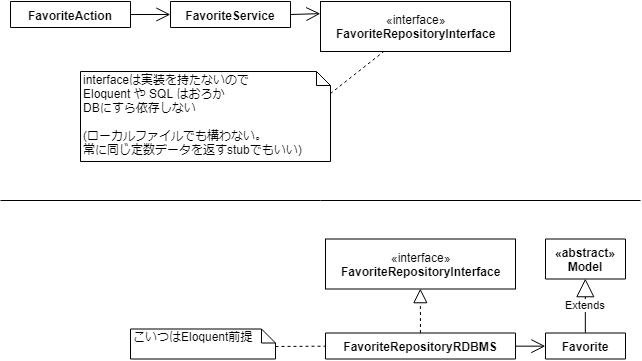 FavoriteAction
FavoriteService
«interface»
FavoriteRepositoryInterface
interfaceは実装を持たないので
Eloquent や SQL はおろか
DBにすら依存しない
(ローカルファイルでも構わない。
常に同じ定数データを返すstubでもいい)
«interface»
FavoriteRepositoryInterface
«abstract»
Model
Extends
こいつはEloquent前提
FavoriteRepositoryRDBMS
Favorite